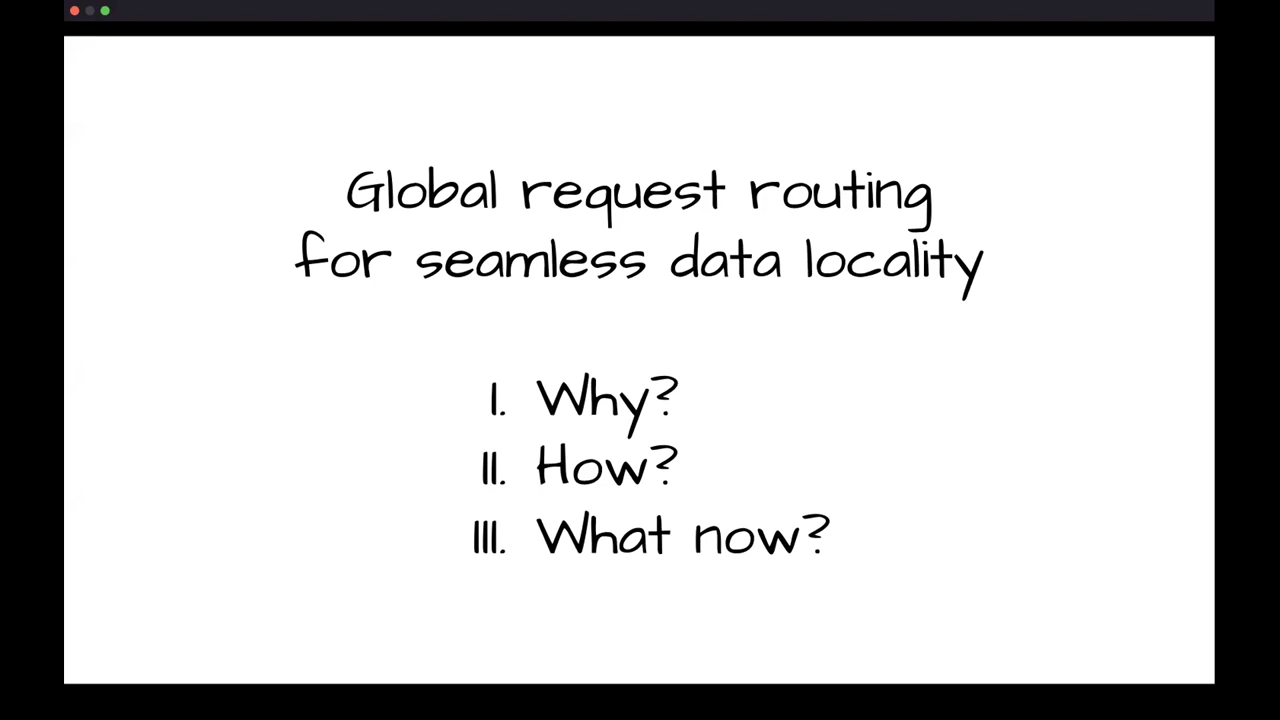 Global request routing
for seamless data locality
I. Why?
II. How?
III. What now?